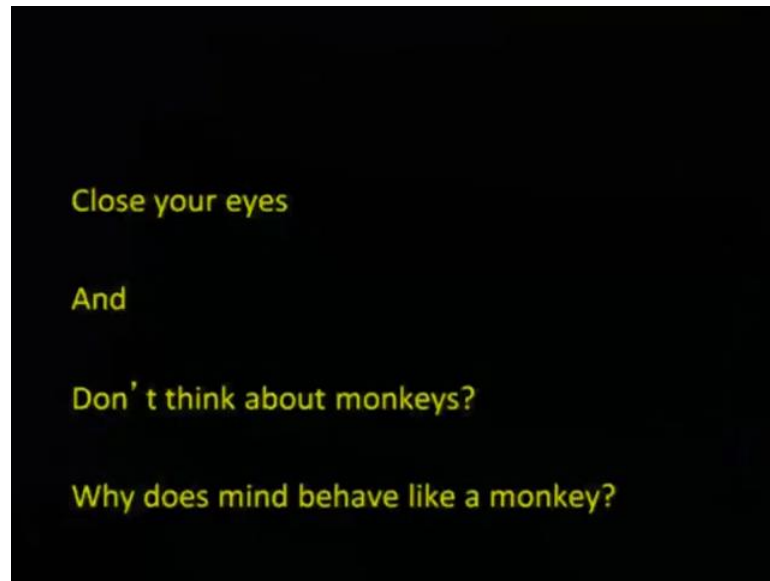 Close your eyes
And
Don’t think about monkeys?
Why does mind behave like a monkey?